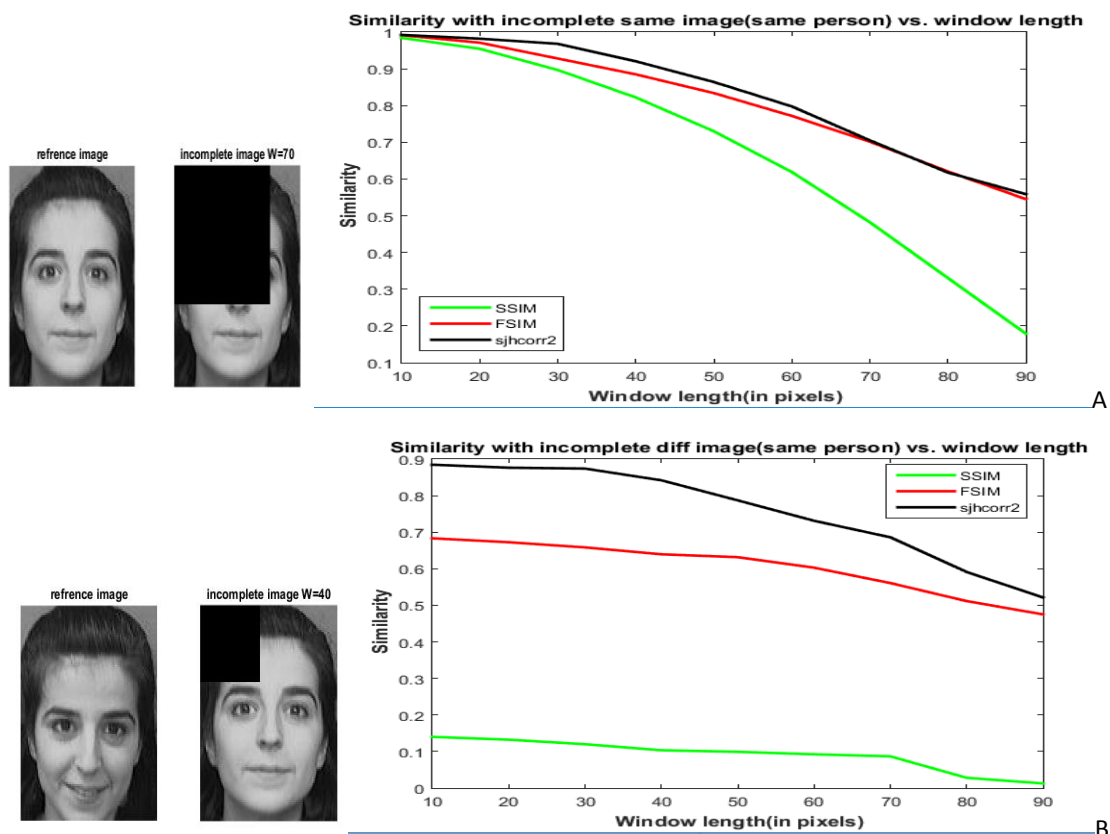 Similarity with incomplete same image(same person) vs. window length
refrence image
incomplete image W=70
Similarity
1
0.9
0.8
0.7
0.6
0.5
0.4
0.3
0.2
0.1
SSIM
FSIM
sjhcorr2
10 20 30 40 50 60 70 80 90
Window length(in pixels)
A
Similarity with incomplete diff image(same person) vs. window length
refrence image
incomplete image W=40
Similarity
0.9
0.8
0.7
0.6
0.5
0.4
0.3
0.2
0.1
0
SSIM
FSIM
sjhcorr2
10 20 30 40 50 60 70 80 90
Window length(in pixels)
B